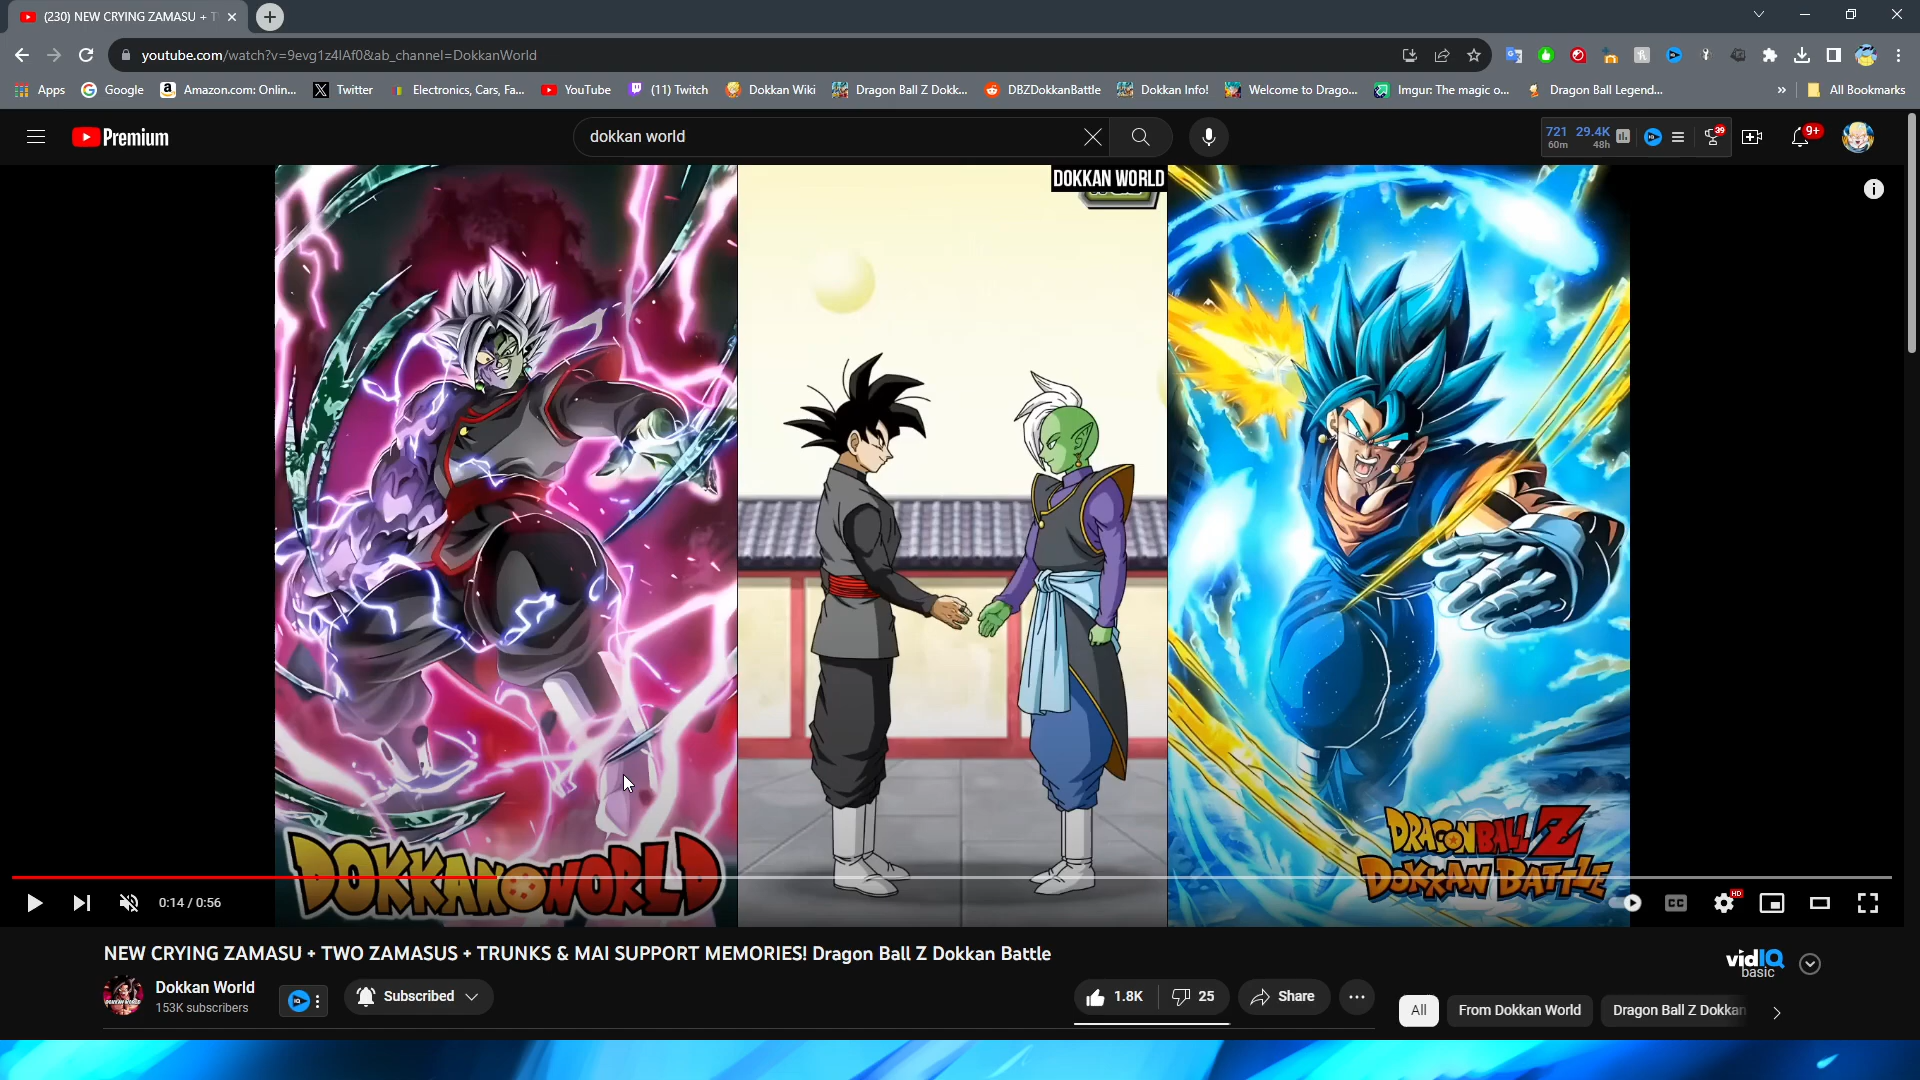 (230) NEW CRYING ZAMASU + T
youtube.com/watch?v=9evg1z4IAf0&ab_channel=DokkanWorld
Apps
Google
Amazon.com: Onlin...
Twitter
Electronics, Cars, Fa...
YouTube
(11) Twitch
Dokkan Wiki
Dragon Ball Z Dokk...
DBZDokkanBattle
Dokkan Info!
Welcome to Drago...
Imgur: The magic o...
Dragon Ball Legend...
»
All Bookmarks
Premium
dokkan world
721 29.4K
60m 48h
39
9+
DOKKAN WORLD
DOKKAN WORLD
DRAGON BALL Z
DOKKAN BATTLE
0:14 / 0:56
CC
HD
NEW CRYING ZAMASU + TWO ZAMASUS + TRUNKS & MAI SUPPORT MEMORIES! Dragon Ball Z Dokkan Battle
vidIQ
basic
Dokkan World
153K subscribers
Subscribed
1.8K
25
Share
All
From Dokkan World
Dragon Ball Z Dokkan